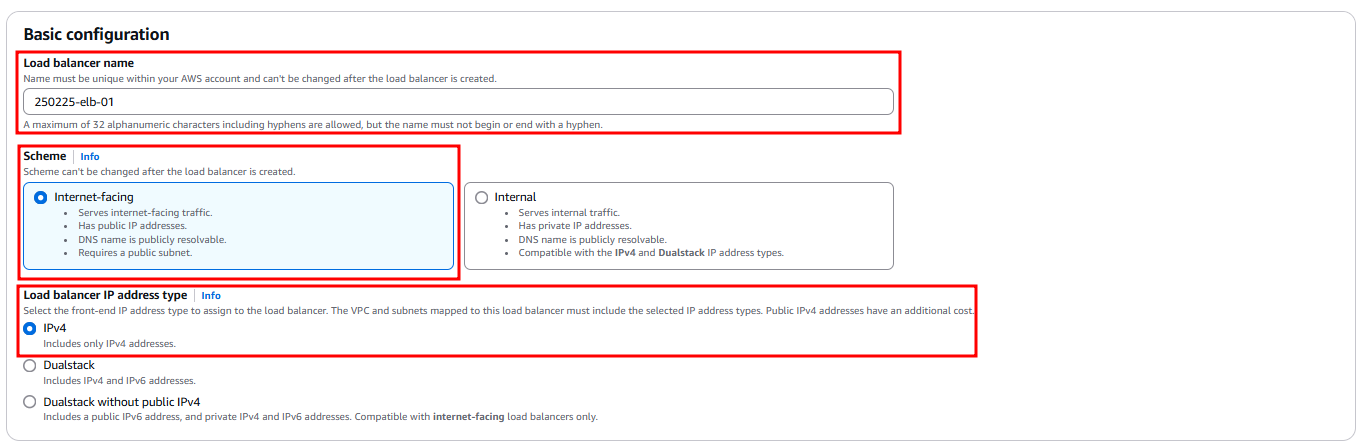 Basic configuration
Load balancer name
Name must be unique within your AWS account and can't be changed after the load balancer is created.
250225-elb-01
A maximum of 32 alphanumeric characters including hyphens are allowed, but the name must not begin or end with a hyphen.
Scheme Info
Scheme can't be changed after the load balancer is created.
Internet-facing
• Serves internet-facing traffic.
• Has public IP addresses.
• DNS name is publicly resolvable.
• Requires a public subnet.
Internal
• Serves internal traffic.
• Has private IP addresses.
• DNS name is publicly resolvable.
• Compatible with the IPv4 and Dualstack IP address types.
Load balancer IP address type Info
Select the front-end IP address type to assign to the load balancer. The VPC and subnets mapped to this load balancer must include the selected IP address types. Public IPv4 addresses have an additional cost.
IPv4
Includes only IPv4 addresses.
Dualstack
Includes IPv4 and IPv6 addresses.
Dualstack without public IPv4
Includes a public IPv6 address, and private IPv4 and IPv6 addresses. Compatible with internet-facing load balancers only.